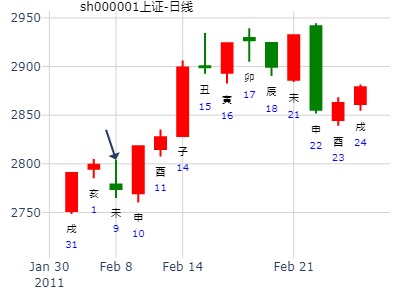 sh000001上证-日线
2950
2900
2850
2800
2750
戌
31
亥
1
未
9
申
10
酉
11
子
14
丑
15
寅
16
卯
17
辰
18
未
21
申
22
酉
23
戌
24
Jan 30
2011
Feb 8
Feb 14
Feb 21